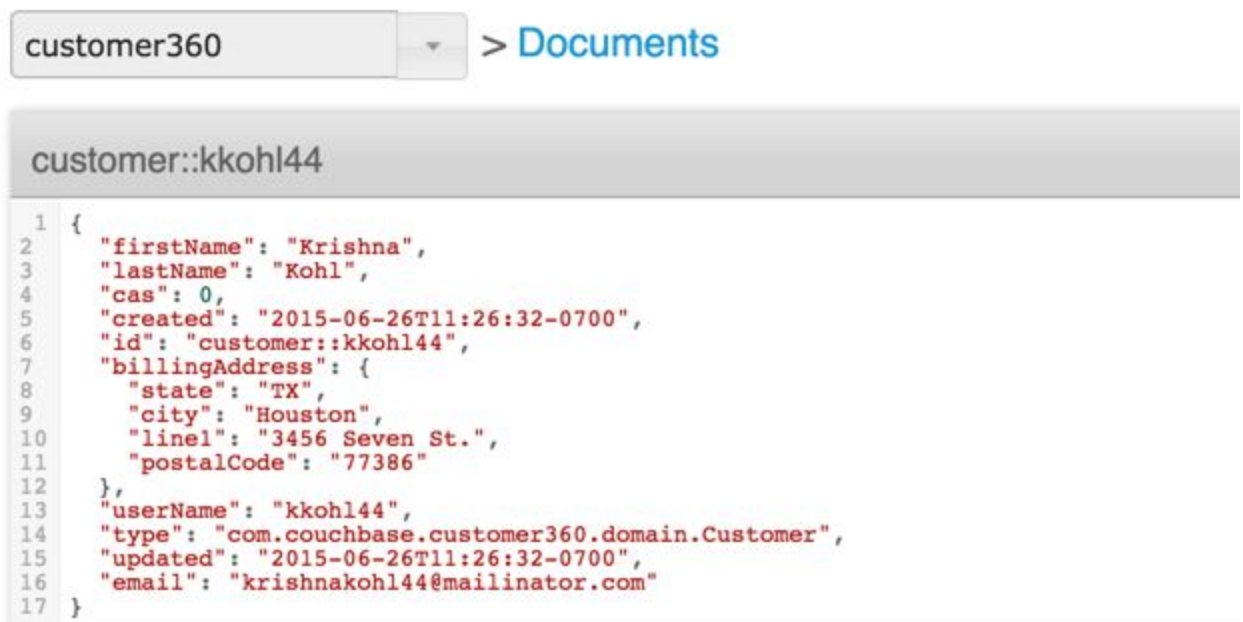 customer360 > Documents
customer::kkohl44
1 {
2 "firstName": "Krishna",
3 "lastName": "Kohl",
4 "cas": 0,
5 "created": "2015-06-26T11:26:32-0700",
6 "id": "customer::kkohl44",
7 "billingAddress": {
8 "state": "TX",
9 "city": "Houston",
10 "line1": "3456 Seven St.",
11 "postalCode": "77386"
12 },
13 "userName": "kkohl44",
14 "type": "com.couchbase.customer360.domain.Customer",
15 "updated": "2015-06-26T11:26:32-0700",
16 "email": "krishnakohl44@mailinator.com"
17 }